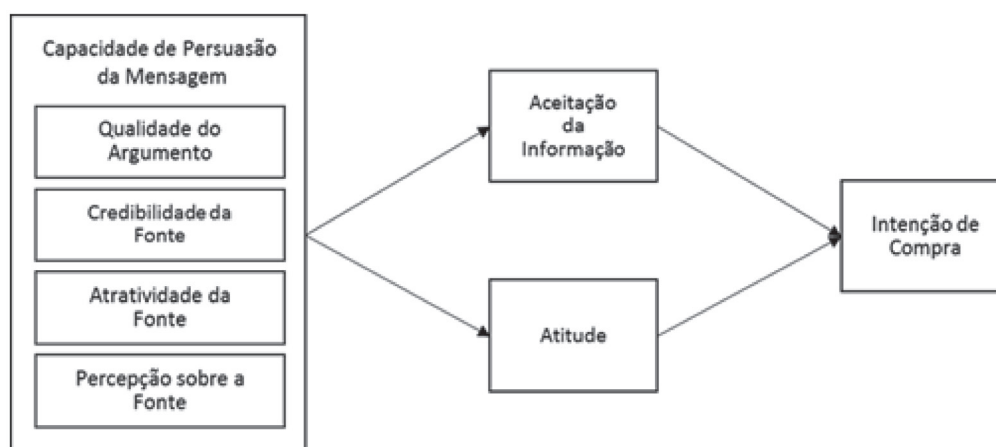 Capacidade de Persuasão
da Mensagem
Qualidade do
Argumento
Credibilidade da
Fonte
Atratividade da
Fonte
Percepção sobre a
Fonte
Aceitação
da
Informação
Atitude
Intenção de
Compra